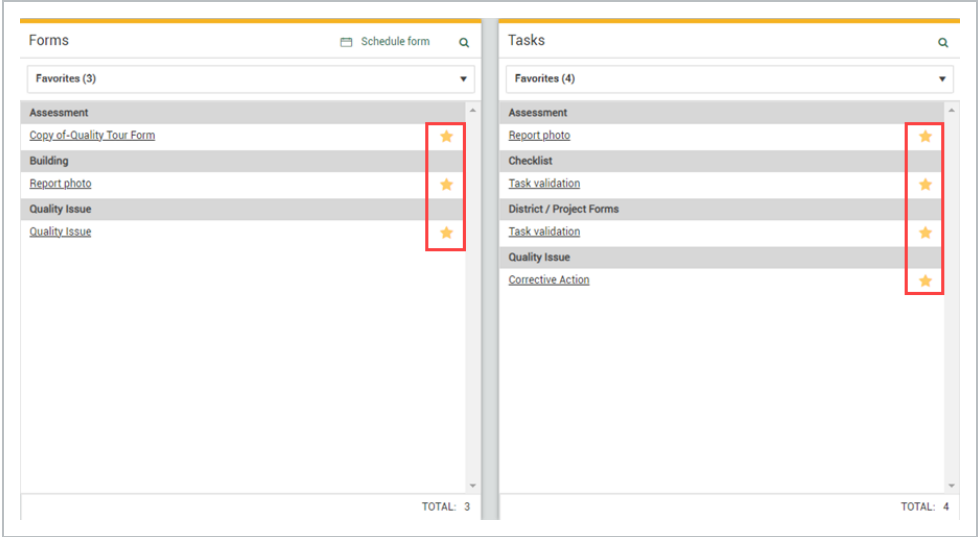 Forms
Schedule form
Favorites (3)
Assessment
Copy of-Quality Tour Form
Building
Report photo
Quality Issue
Quality Issue
TOTAL: 3
Tasks
Favorites (4)
Assessment
Report photo
Checklist
Task validation
District / Project Forms
Task validation
Quality Issue
Corrective Action
TOTAL: 4